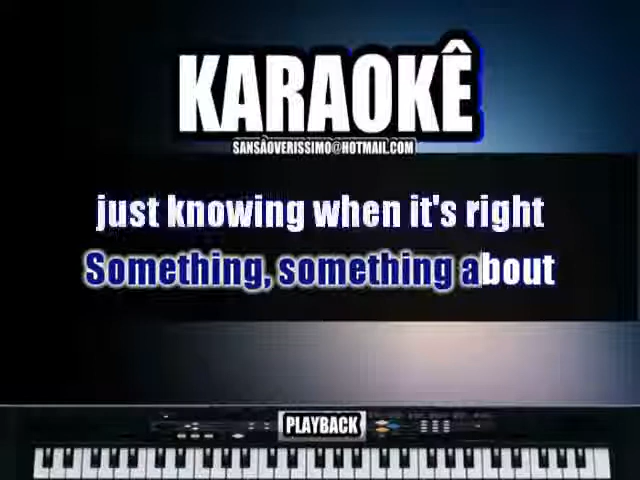 KARAOKÊ
SANSÃOVERISSIMO@HOTMAIL.COM
just knowing when it's right
Something, something about
PLAYBACK